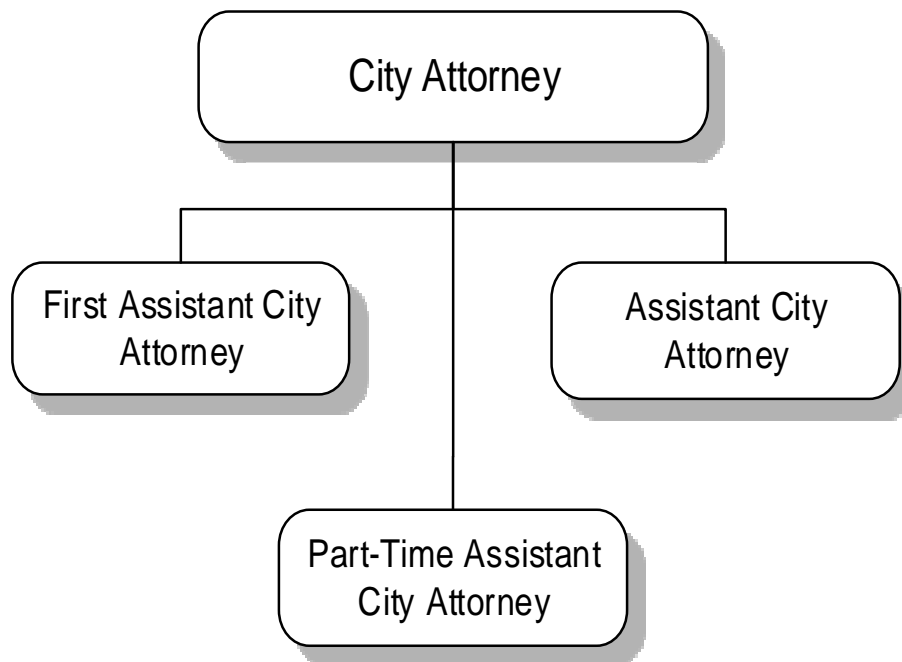 City Attorney
First Assistant City
Attorney
Assistant City
Attorney
Part-Time Assistant
City Attorney